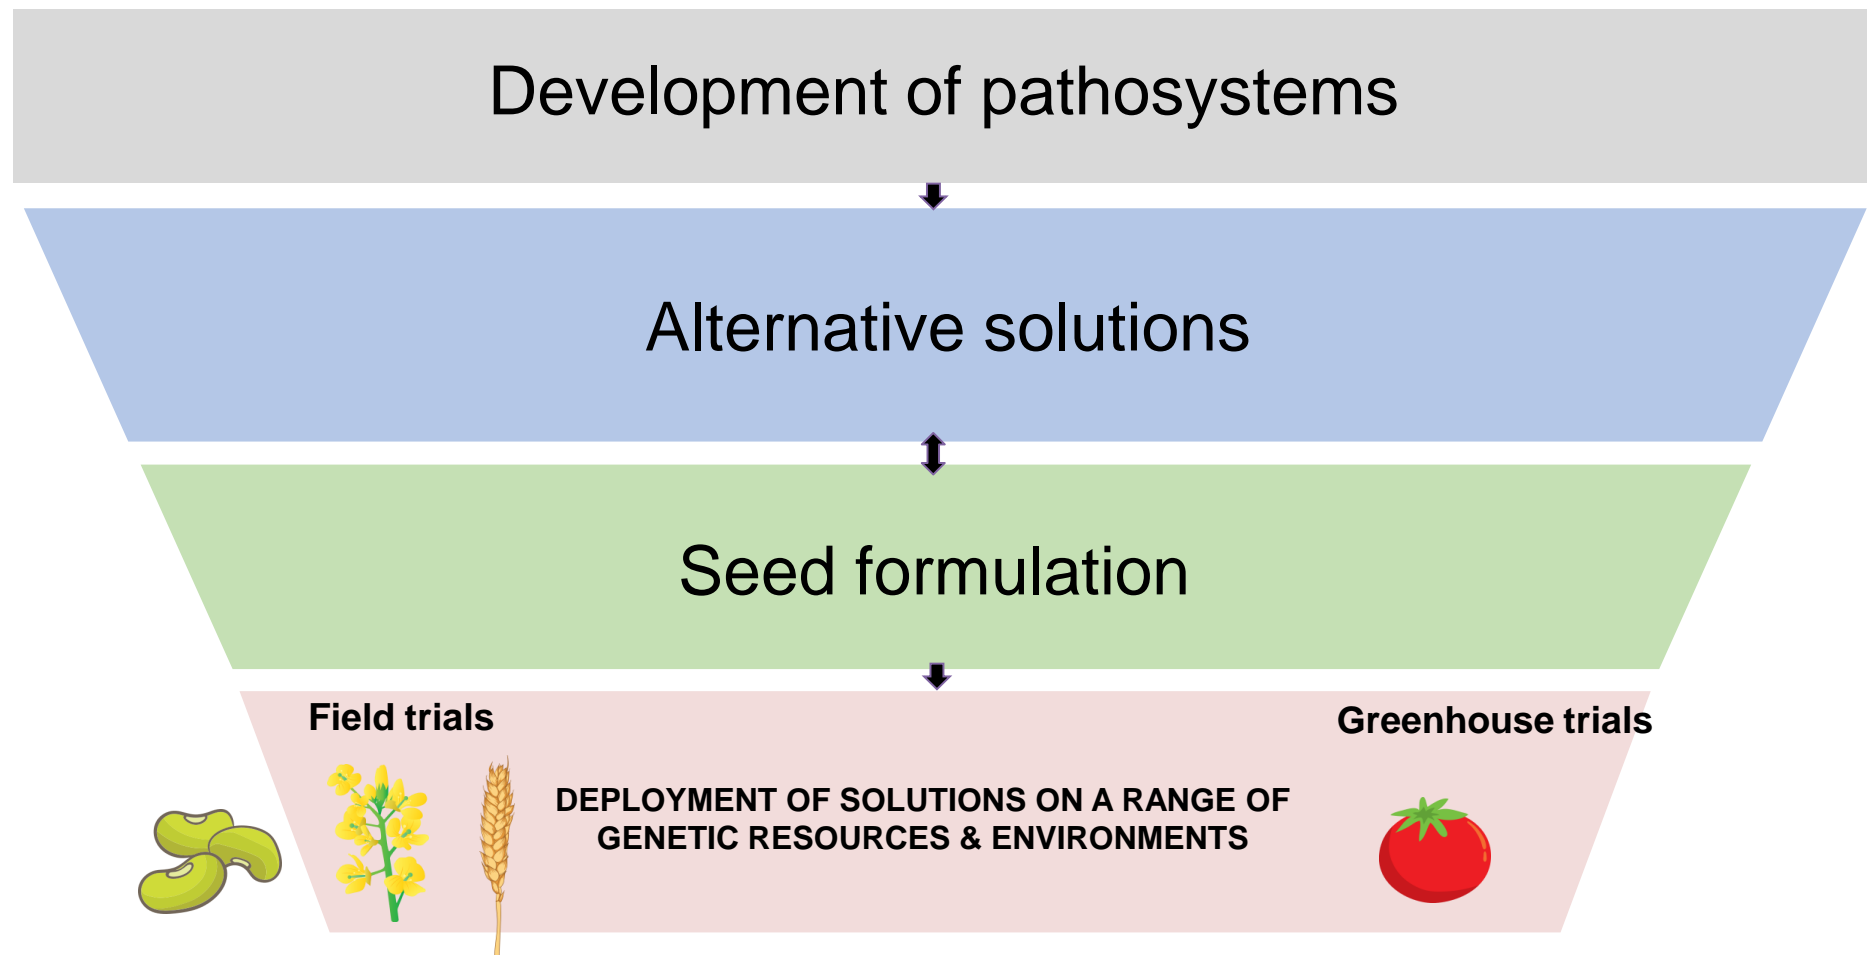 Development of pathosystems
Alternative solutions
Seed formulation
Field trials
Greenhouse trials
DEPLOYMENT OF SOLUTIONS ON A RANGE OF
GENETIC RESOURCES & ENVIRONMENTS